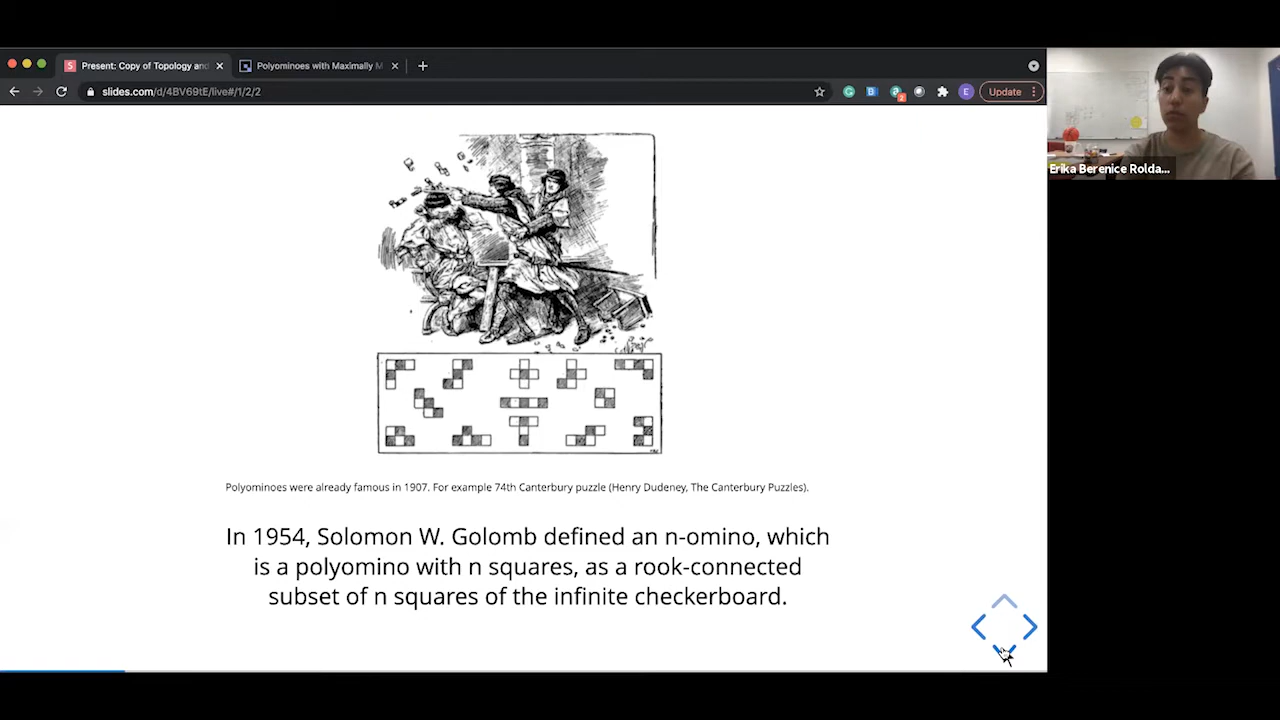 Present: Copy of Topology and
Polyominoes with Maximally M
slides.com/d/4BV69tE/live#/1/2/2
2
E
Update
Erika Berenice Rolda...
Polyominoes were already famous in 1907. For example 74th Canterbury puzzle (Henry Dudeney, The Canterbury Puzzles).
In 1954, Solomon W. Golomb defined an n-omino, which
is a polyomino with n squares, as a rook-connected
subset of n squares of the infinite checkerboard.